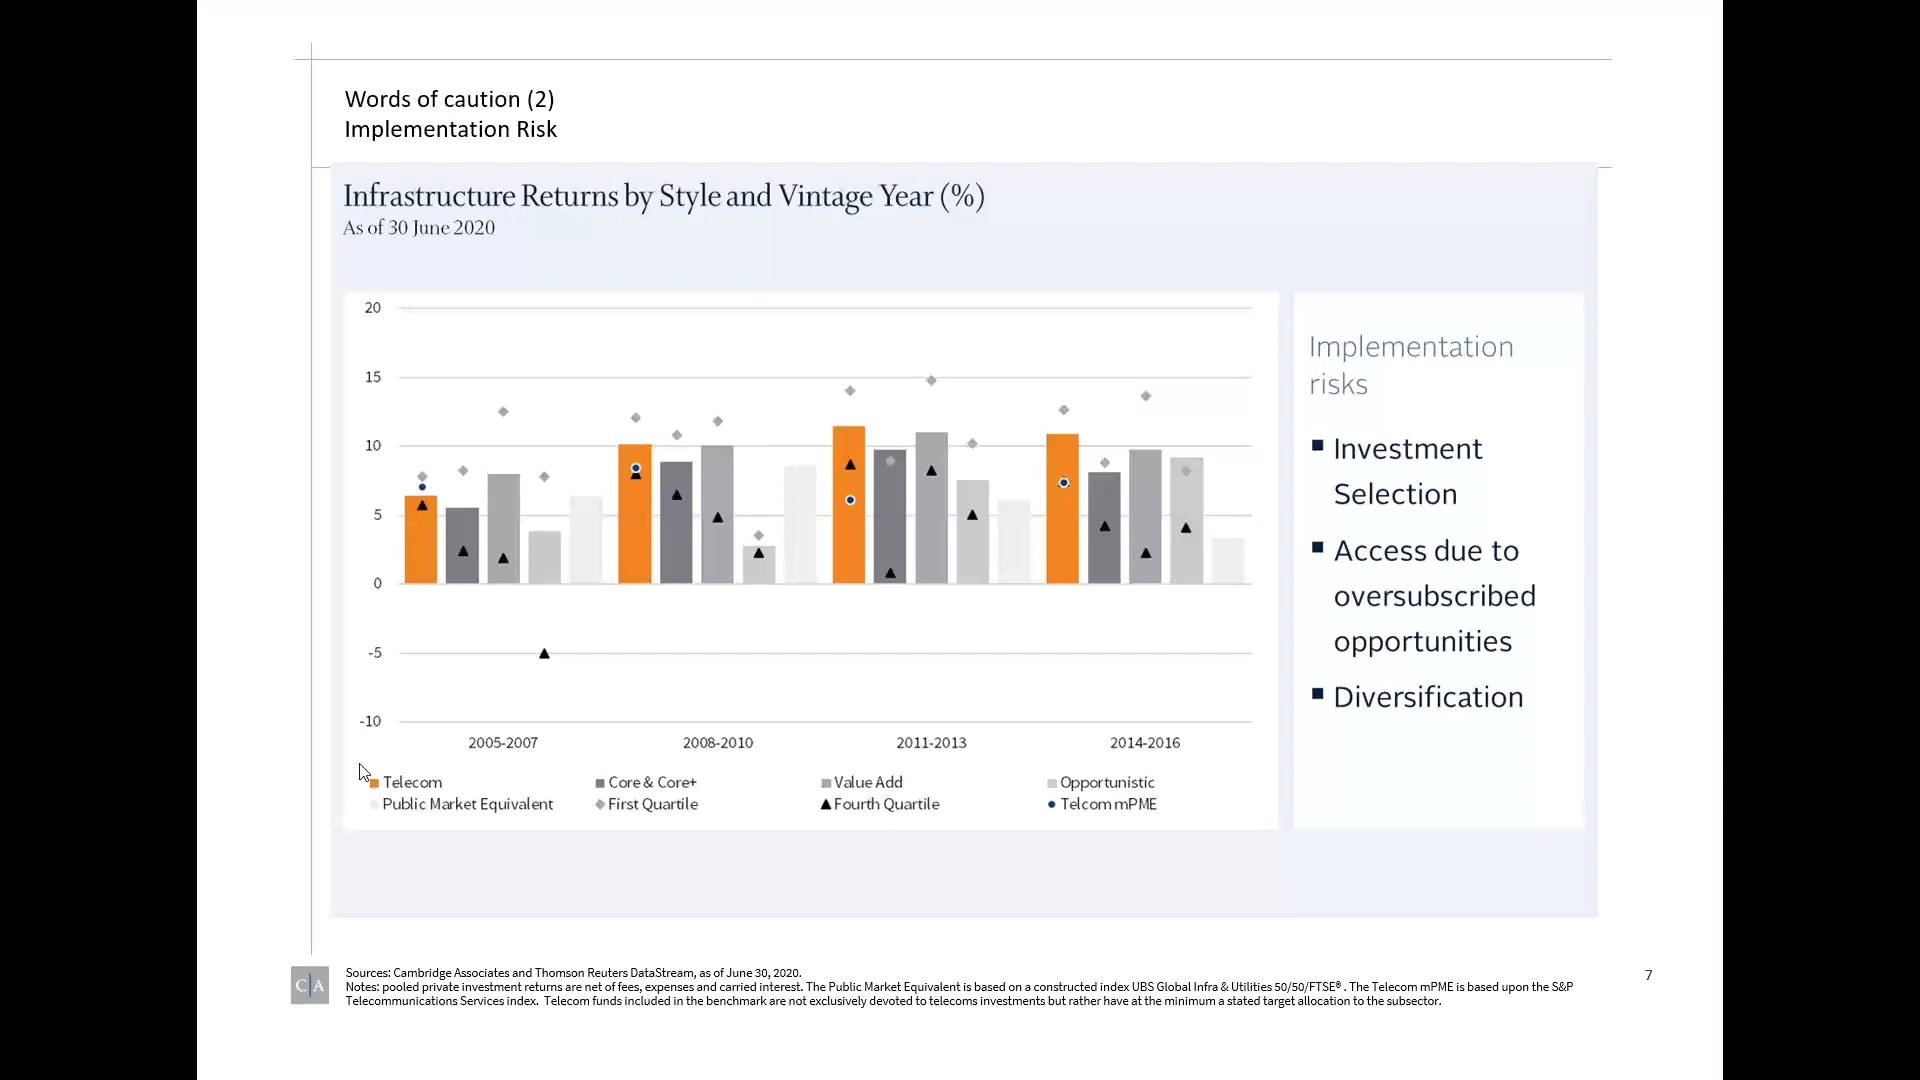 Words of caution (2)
Implementation Risk
Infrastructure Returns by Style and Vintage Year (%)
As of 30 June 2020
20
15
10
5
0
-5
-10
2005-2007
2008-2010
2011-2013
2014-2016
Telecom
Core & Core+
Value Add
Opportunistic
Public Market Equivalent
First Quartile
Fourth Quartile
Telcom mPME
Implementation
risks
Investment
Selection
Access due to
oversubscribed
opportunities
Diversification
C|A
Sources: Cambridge Associates and Thomson Reuters DataStream, as of June 30, 2020.
Notes: pooled private investment returns are net of fees, expenses and carried interest. The Public Market Equivalent is based on a constructed index UBS Global Infra & Utilities 50/50/FTSE® . The Telecom mPME is based upon the S&P
Telecommunications Services index.  Telecom funds included in the benchmark are not exclusively devoted to telecoms investments but rather have at the minimum a stated target allocation to the subsector.
7